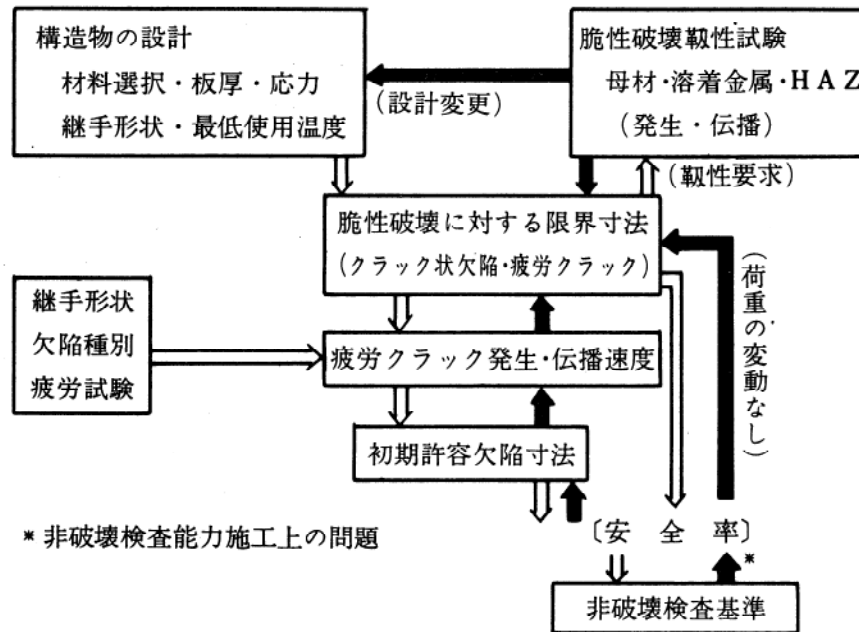 構造物の設計
材料選択・板厚・応力
継手形状・最低使用温度
(設計変更)
脆性破壊靱性試験
母材・溶着金属・HAZ
(発生・伝播)
(靱性要求)
脆性破壊に対する限界寸法
(クラック状欠陥・疲労クラック)
(荷重の変動なし)
継手形状
欠陥種別
疲労試験
疲労クラック発生・伝播速度
初期許容欠陥寸法
* 非破壊検査能力施工上の問題
〔安全率〕
*
非破壊検査基準